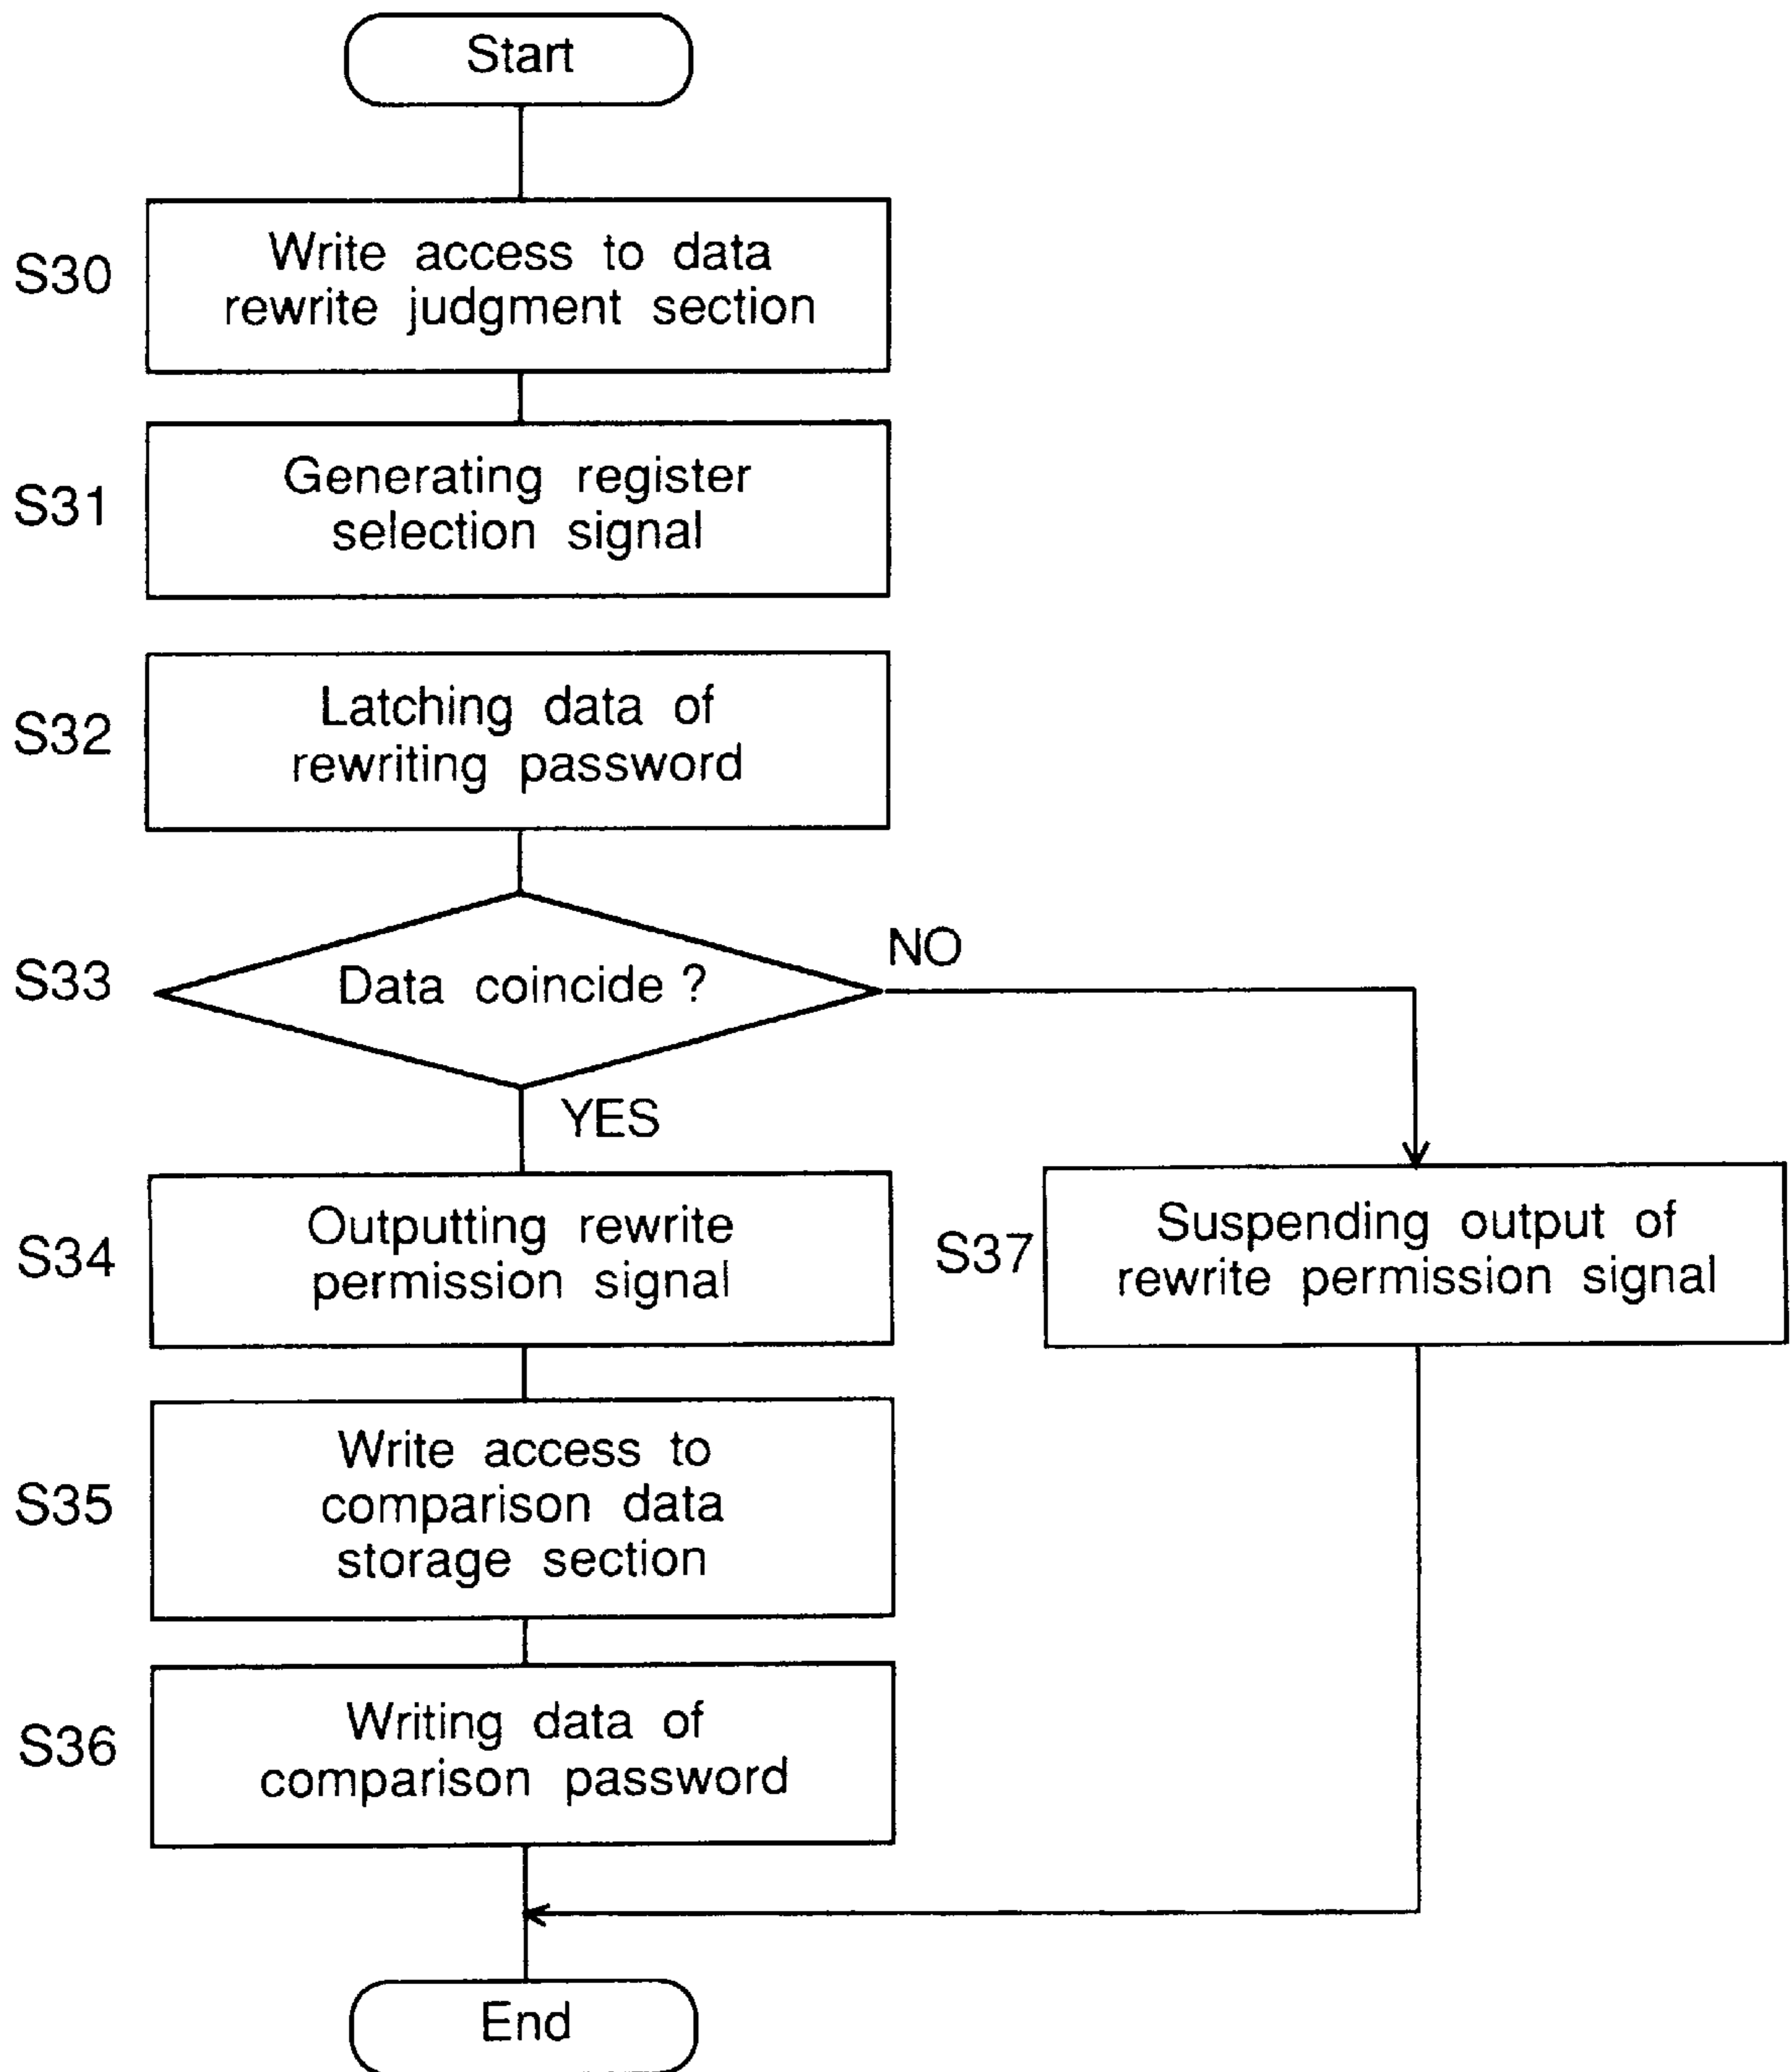 Start
S30
Write access to data
rewrite judgment section
S31
Generating register
selection signal
S32
Latching data of
rewriting password
S33
Data coincide ?
NO
YES
S34
Outputting rewrite
permission signal
S37
Suspending output of
rewrite permission signal
S35
Write access to
comparison data
storage section
S36
Writing data of
comparison password
End